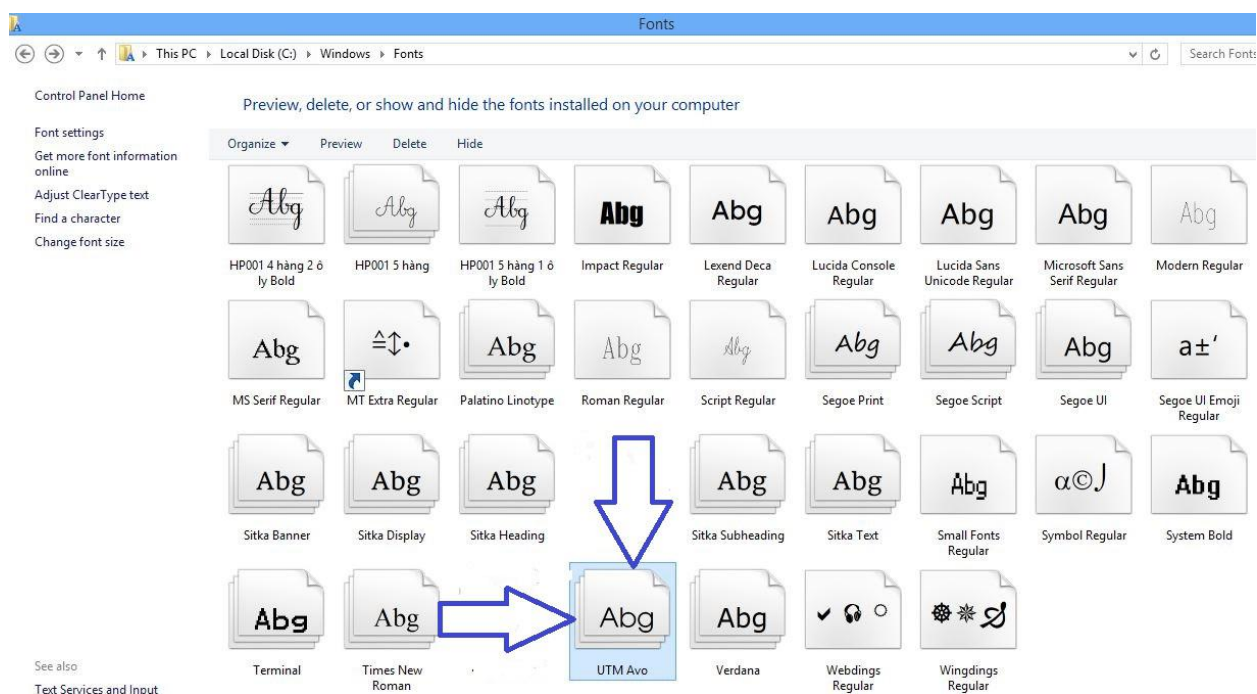 Fonts
This PC Local Disk (C:) Windows Fonts
Search Fonts
Control Panel Home
Font settings
Get more font information
online
Adjust ClearType text
Find a character
Change font size
See also
Text Services and Input
Preview, delete, or show and hide the fonts installed on your computer
Organize Preview Delete Hide
Abg Abg Abg Abg Abg Abg Abg Abg Abg
HP001 4 hàng 2 ô
ly Bold
HP001 5 hàng
HP001 5 hàng 1 ô
ly Bold
Impact Regular
Lexend Deca
Regular
Lucida Console
Regular
Lucida Sans
Unicode Regular
Microsoft Sans
Serif Regular
Modern Regular
Abg Abg Abg Abg Abg Abg Abg a±‘
MS Serif Regular
MT Extra Regular
Palatino Linotype
Roman Regular
Script Regular
Segoe Print
Segoe Script
Segoe UI
Segoe UI Emoji
Regular
Abg Abg Abg Abg Abg Abg α©ل Abg
Sitka Banner
Sitka Display
Sitka Heading
Sitka Subheading
Sitka Text
Small Fonts
Regular
Symbol Regular
System Bold
Abg Abg Abg Abg
Terminal
Times New
Roman
UTM Avo
Verdana
Webdings
Regular
Wingdings
Regular